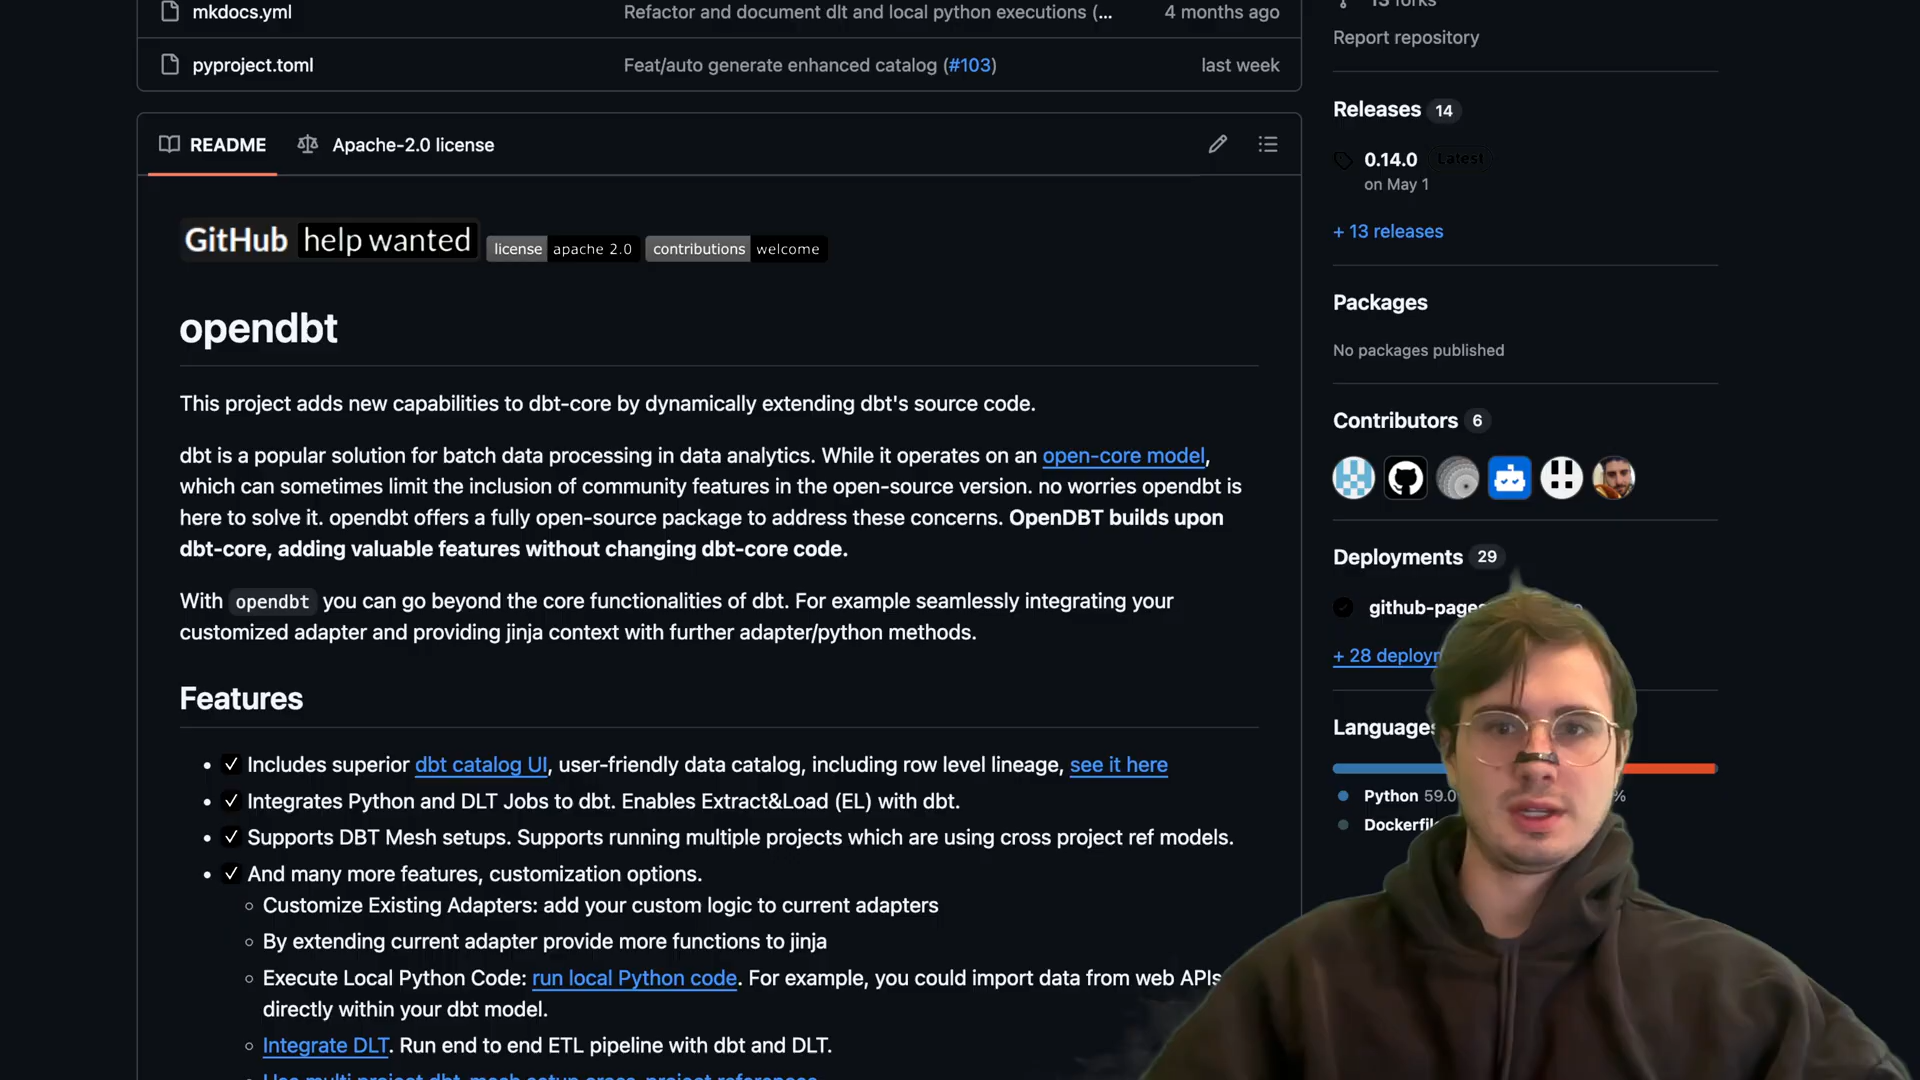 mkdocs.yml Refactor and document dlt and local python executions (... 4 months ago
pyproject.toml Feat/auto generate enhanced catalog (#103) last week
README Apache-2.0 license
GitHub help wanted license apache 2.0 contributions welcome
opendbt
This project adds new capabilities to dbt-core by dynamically extending dbt's source code.
dbt is a popular solution for batch data processing in data analytics. While it operates on an open-core model,
which can sometimes limit the inclusion of community features in the open-source version. no worries opendbt is
here to solve it. opendbt offers a fully open-source package to address these concerns. OpenDBT builds upon
dbt-core, adding valuable features without changing dbt-core code.
With opendbt you can go beyond the core functionalities of dbt. For example seamlessly integrating your
customized adapter and providing jinja context with further adapter/python methods.
Features
Includes superior dbt catalog UI, user-friendly data catalog, including row level lineage, see it here
Integrates Python and DLT Jobs to dbt. Enables Extract&Load (EL) with dbt.
Supports DBT Mesh setups. Supports running multiple projects which are using cross project ref models.
And many more features, customization options.
Customize Existing Adapters: add your custom logic to current adapters
By extending current adapter provide more functions to jinja
Execute Local Python Code: run local Python code. For example, you could import data from web APIs
directly within your dbt model.
Integrate DLT. Run end to end ETL pipeline with dbt and DLT.
13 forks
Report repository
Releases 14
0.14.0 Latest
on May 1
+ 13 releases
Packages
No packages published
Contributors 6
Deployments 29
github-page
+ 28 deploy
Languages
Python 59.0 %
Dockerfil